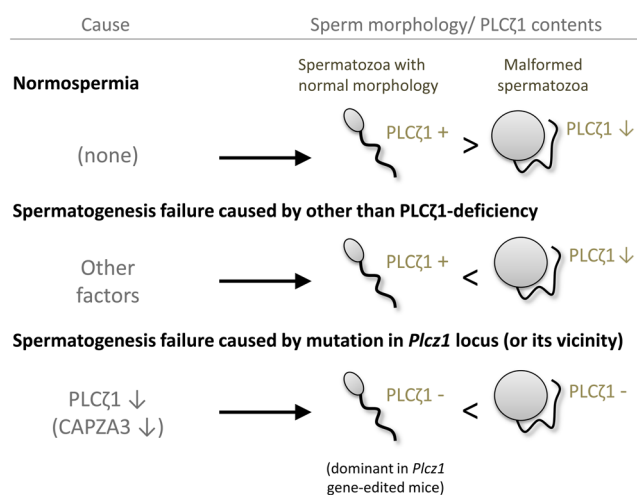 Cause
Sperm morphology/ PLCζ1 contents
Normospermia
Spermatozoa with
normal morphology
Malformed
spermatozoa
(none)
PLCζ1 +
>
PLCζ1 ↓
Spermatogenesis failure caused by other than PLCζ1-deficiency
Other
factors
PLCζ1 +
<
PLCζ1 ↓
Spermatogenesis failure caused by mutation in Plcz1 locus (or its vicinity)
PLCζ1 ↓
(CAPZA3 ↓)
PLCζ1 -
<
PLCζ1 -
(dominant in Plcz1
gene-edited mice)